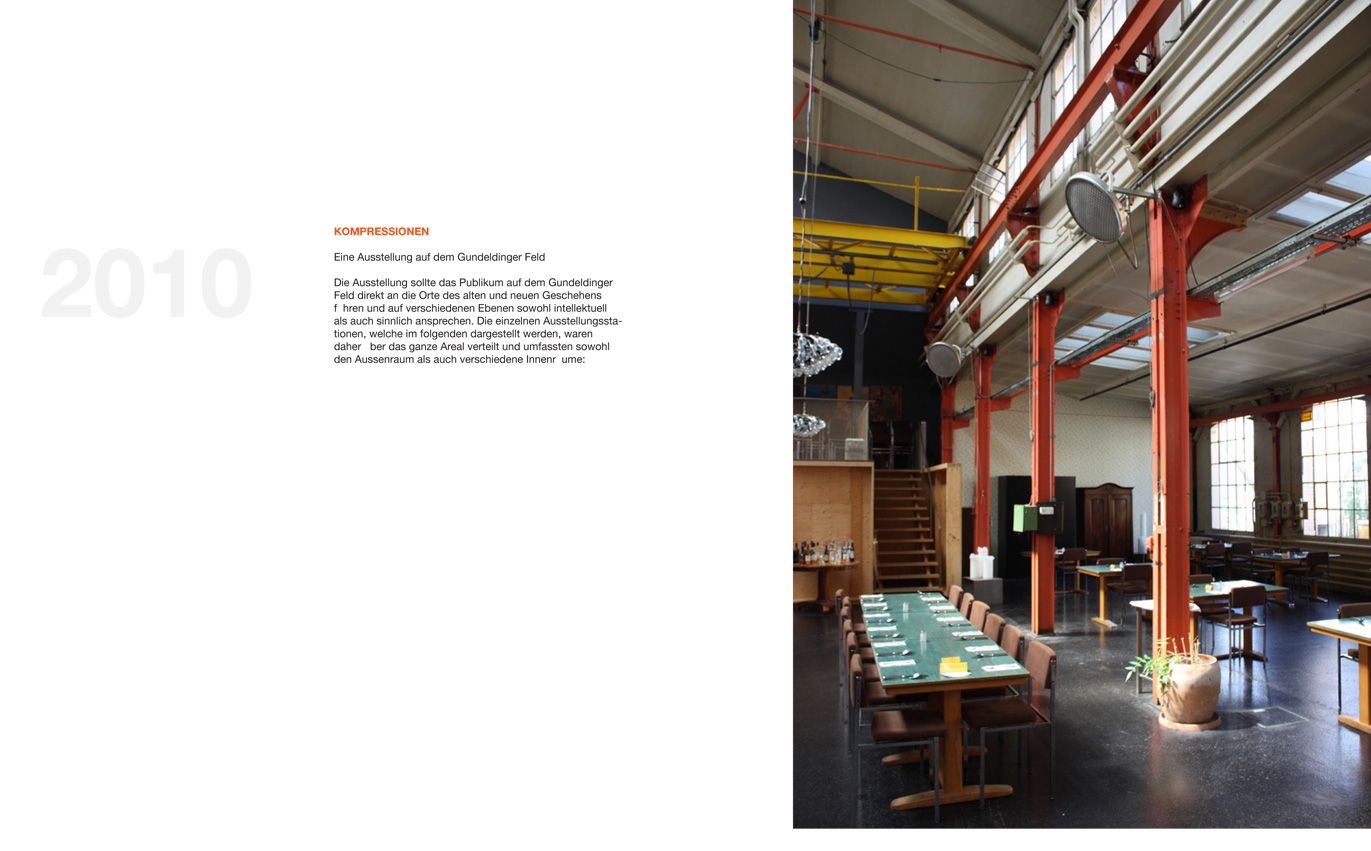 2010
KOMPRESSIONEN
Eine Ausstellung auf dem Gundeldinger Feld
Die Ausstellung sollte das Publikum auf dem Gundeldinger
Feld direkt an die Orte des alten und neuen Geschehens
f hren und auf verschiedenen Ebenen sowohl intellektuell
als auch sinnlich ansprechen. Die einzelnen Ausstellungssta-
tionen, welche im folgenden dargestellt werden, waren
daher ber das ganze Areal verteilt und umfassten sowohl
den Aussenraum als auch verschiedene Innenr ume: